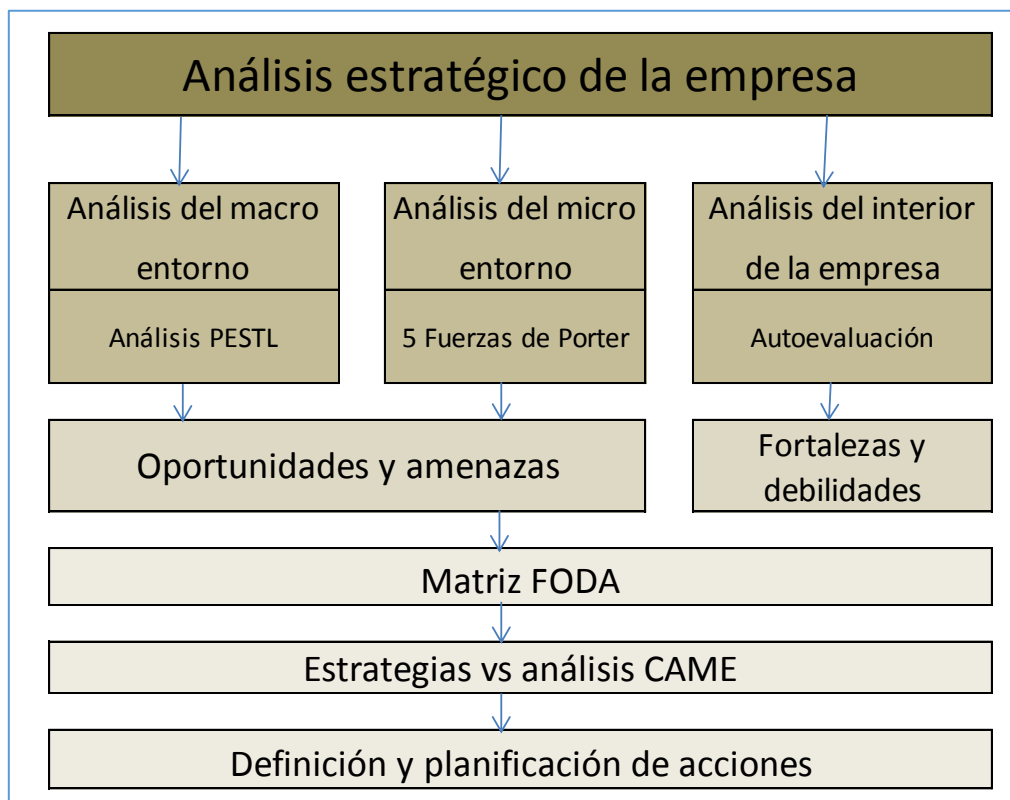 Análisis estratégico de la empresa
Análisis del macro
entorno
Análisis PESTL
Análisis del micro
entorno
5 Fuerzas de Porter
Análisis del interior
de la empresa
Autoevaluación
Oportunidades y amenazas
Fortalezas y
debilidades
Matriz FODA
Estrategias vs análisis CAME
Definición y planificación de acciones